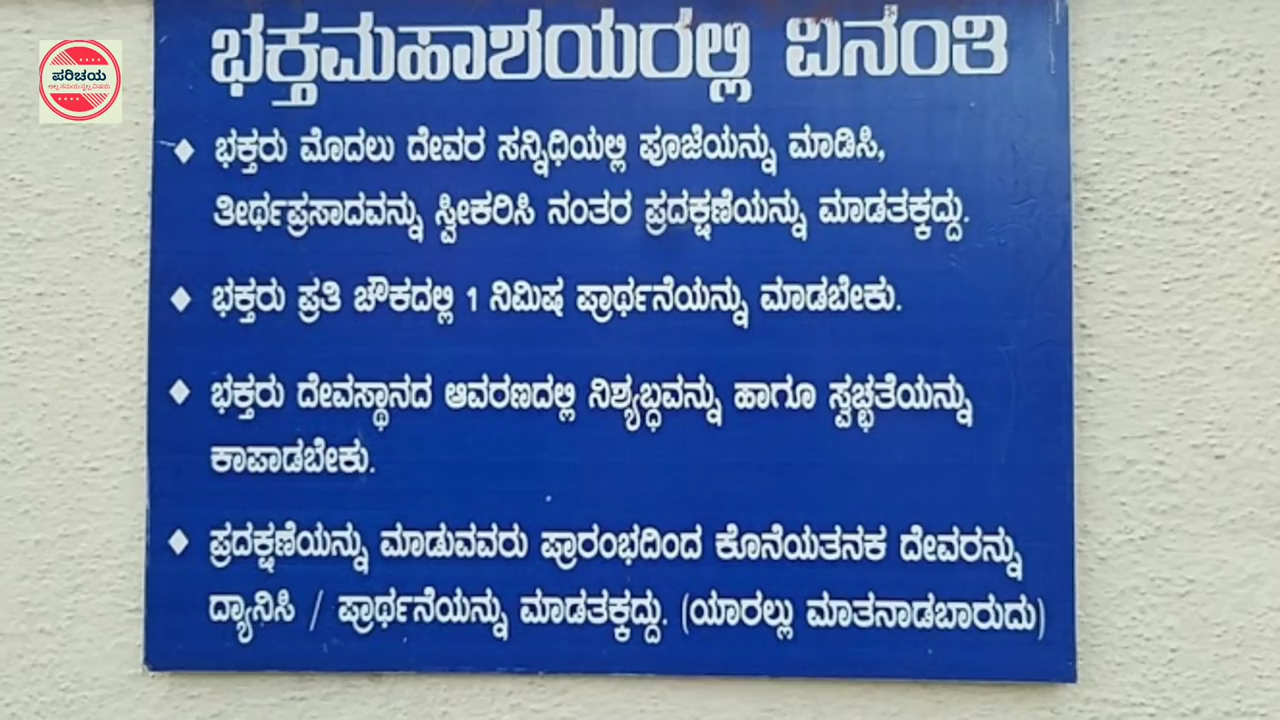 ಪರಿಚಯ
ಭಕ್ತಮಹಾಶಯರಲ್ಲಿ ವಿನಂತಿ
ಭಕ್ತರು ಮೊದಲು ದೇವರ ಸನ್ನಿಧಿಯಲ್ಲಿ ಪೂಜೆಯನ್ನು ಮಾಡಿಸಿ,
ತೀರ್ಥಪ್ರಸಾದವನ್ನು ಸ್ವೀಕರಿಸಿ ನಂತರ ಪ್ರದಕ್ಷಣೆಯನ್ನು ಮಾಡತಕ್ಕದ್ದು.
ಭಕ್ತರು ಪ್ರತಿ ಚೌಕದಲ್ಲಿ 1 ನಿಮಿಷ ಪ್ರಾರ್ಥನೆಯನ್ನು ಮಾಡಬೇಕು.
ಭಕ್ತರು ದೇವಸ್ಥಾನದ ಆವರಣದಲ್ಲಿ ನಿಶ್ಯಬ್ಧವನ್ನು ಹಾಗೂ ಸ್ವಚ್ಛತೆಯನ್ನು
ಕಾಪಾಡಬೇಕು.
ಪ್ರದಕ್ಷಣೆಯನ್ನು ಮಾಡುವವರು ಪ್ರಾರಂಭದಿಂದ ಕೊನೆಯತನಕ ದೇವರನ್ನು
ದ್ಯಾನಿಸಿ / ಪ್ರಾರ್ಥನೆಯನ್ನು ಮಾಡತಕ್ಕದ್ದು. (ಯಾರಲ್ಲು ಮಾತನಾಡಬಾರುದು)